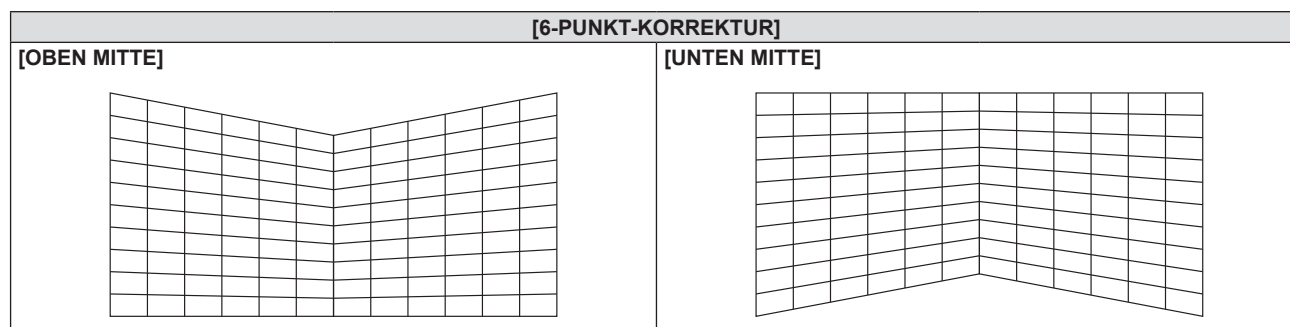 [6-PUNKT-KORREKTUR]
[OBEN MITTE]
[UNTEN MITTE]